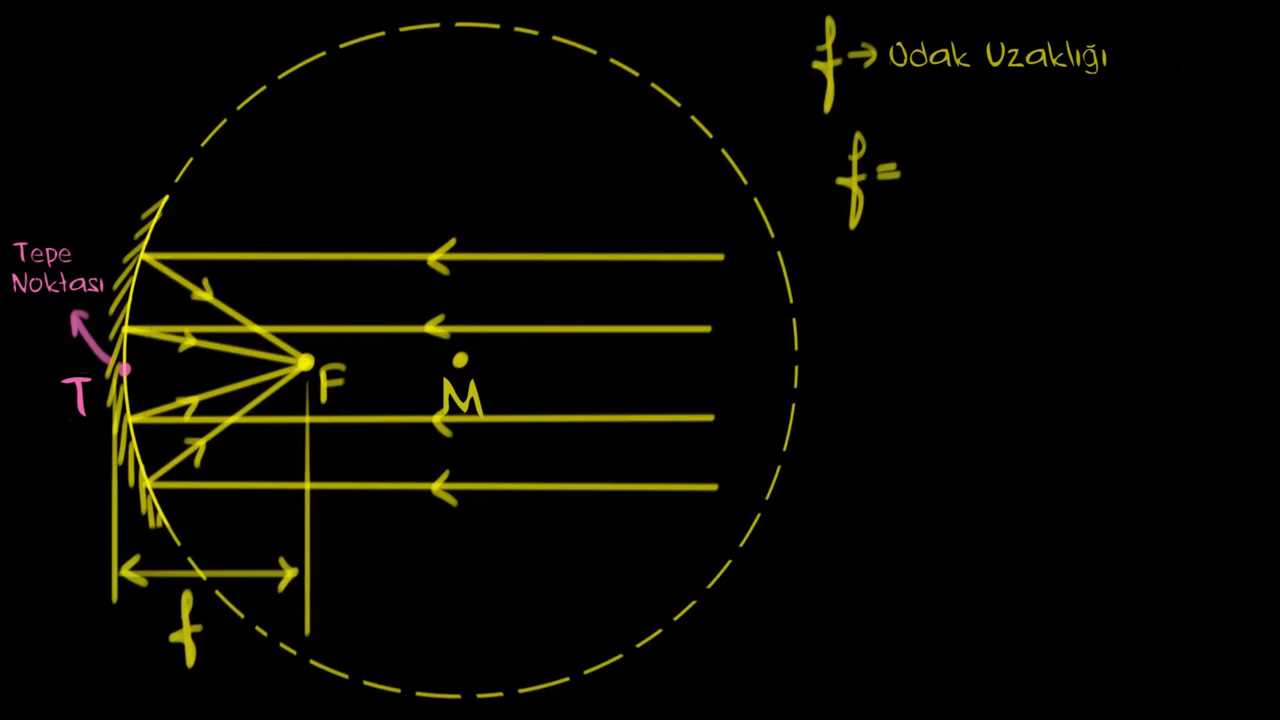 f → Odak Uzaklığı
f =
Tepe
Noktası
T
F
M
f